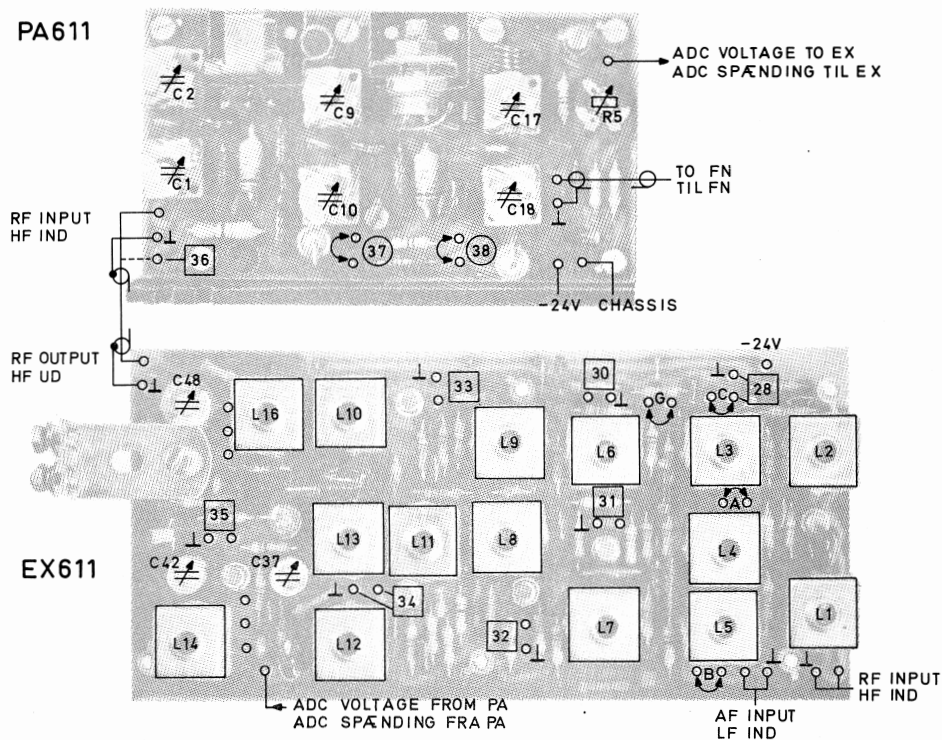 PA611
ADC VOLTAGE TO EX
ADC SPÆNDING TIL EX
C2
C9
C17
R5
C1
C10
C18
TO FN
TIL FN
RF INPUT
HF IND
36
37
38
-24V CHASSIS
RF OUTPUT
HF UD
-24V
C48
33
30
G
C
28
L16
L10
L9
L6
L3
L2
31
A
35
L13
L11
L8
L4
EX611
C42
C37
34
L14
L12
32
L7
L5
L1
B
RF INPUT
HF IND
ADC VOLTAGE FROM PA
ADC SPÆNDING FRA PA
AF INPUT
LF IND